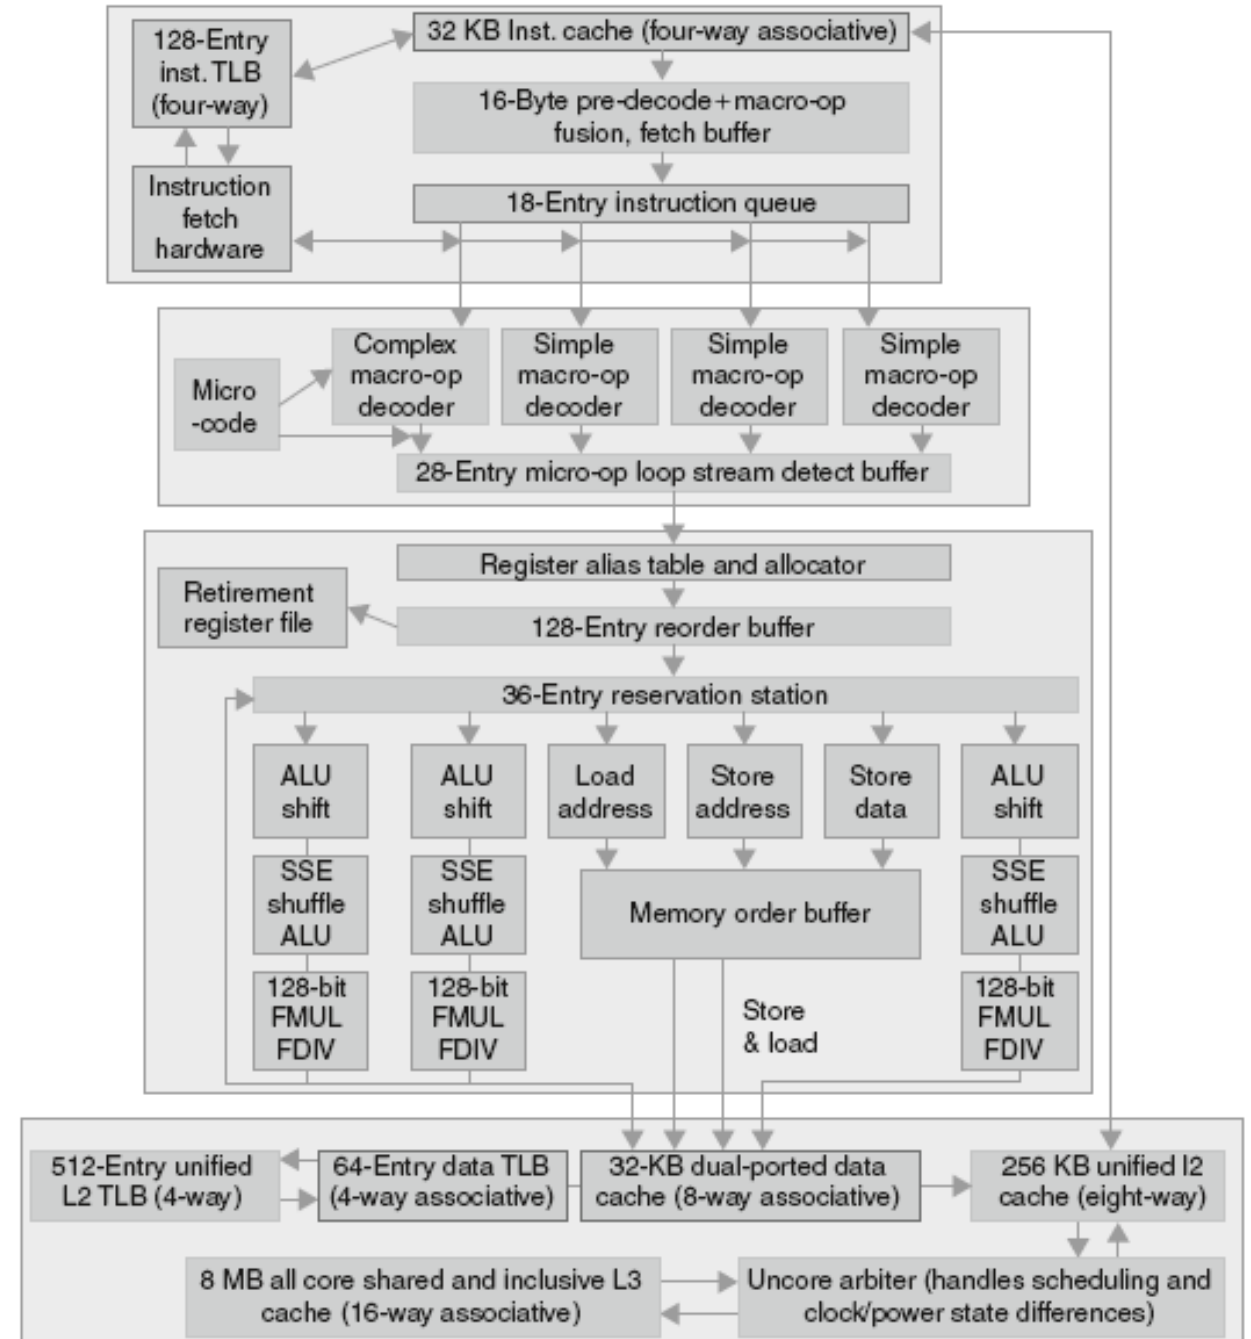 128-Entry
inst. TLB
(four-way)
32 KB Inst. cache (four-way associative)
16-Byte pre-decode+macro-op
fusion, fetch buffer
Instruction
fetch
hardware
18-Entry instruction queue
Micro
-code
Complex
macro-op
decoder
Simple
macro-op
decoder
Simple
macro-op
decoder
Simple
macro-op
decoder
28-Entry micro-op loop stream detect buffer
Register alias table and allocator
Retirement
register file
128-Entry reorder buffer
36-Entry reservation station
ALU
shift
ALU
shift
Load
address
Store
address
Store
data
ALU
shift
SSE
shuffle
ALU
SSE
shuffle
ALU
Memory order buffer
SSE
shuffle
ALU
128-bit
FMUL
FDIV
128-bit
FMUL
FDIV
Store
& load
128-bit
FMUL
FDIV
512-Entry unified
L2 TLB (4-way)
64-Entry data TLB
(4-way associative)
32-KB dual-ported data
cache (8-way associative)
256 KB unified l2
cache (eight-way)
8 MB all core shared and inclusive L3
cache (16-way associative)
Uncore arbiter (handles scheduling and
clock/power state differences)